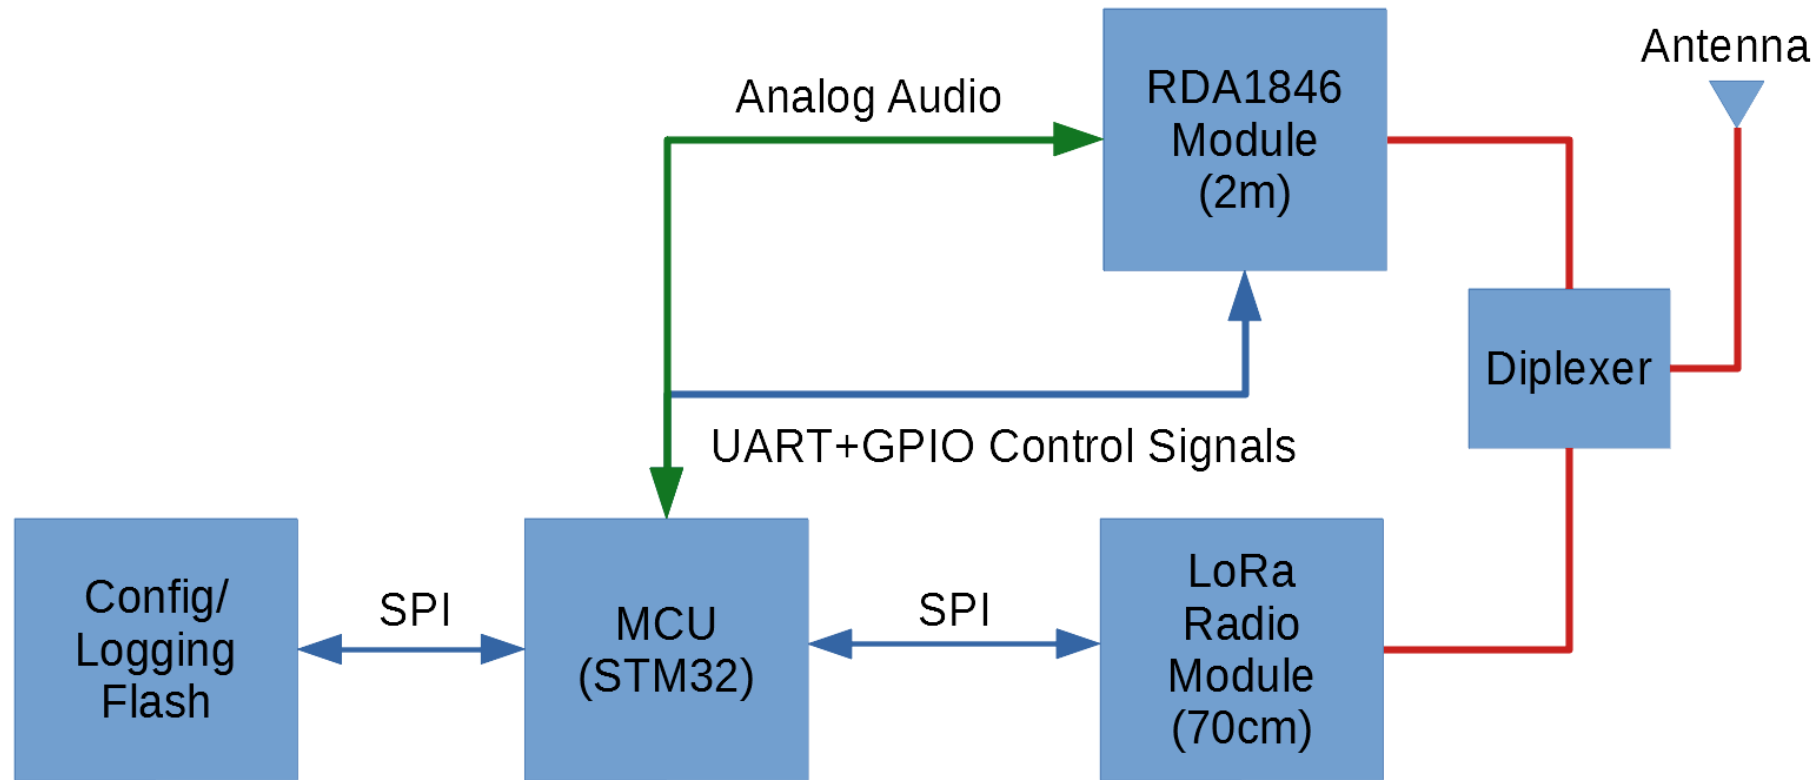 Antenna
Analog Audio
RDA1846
Module
(2m)
Diplexer
UART+GPIO Control Signals
Config/
Logging
Flash
SPI
MCU
(STM32)
SPI
LoRa
Radio
Module
(70cm)